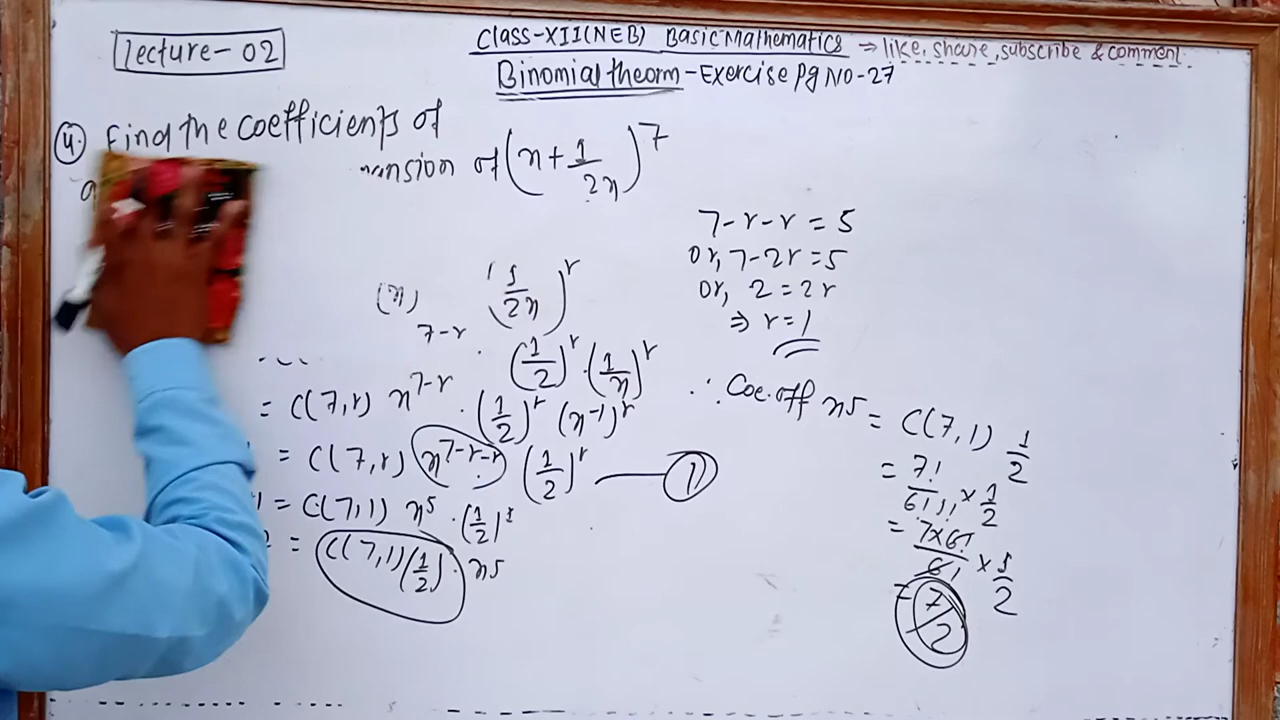 Lecture-02
Class-XII(NEB) Basic Mathematics → like, share, subscribe & comment
Binomial theorm-Exercise Pg No-27
4. Find the coefficients of
a
ansion of (x+1/2x)^7
(x)^7-r (1/2x)^r
(1/2)^r . (1/x)^r
= C(7,r) x^7-r . (1/2)^r (x^-1)^r
= C(7,r) x^7-r-r (1/2)^r —— 1
1 = C(7,1) x^5 . (1/2)^1
2 = C(7,1)(1/2) . x^5
7-r-r = 5
or, 7-2r = 5
or, 2 = 2r
⇒ r = 1
∴ Coe.off x^5 = C(7,1) 1/2
= 7!/6!1! × 1/2
= 7×6!/6! × 1/2
= 7/2